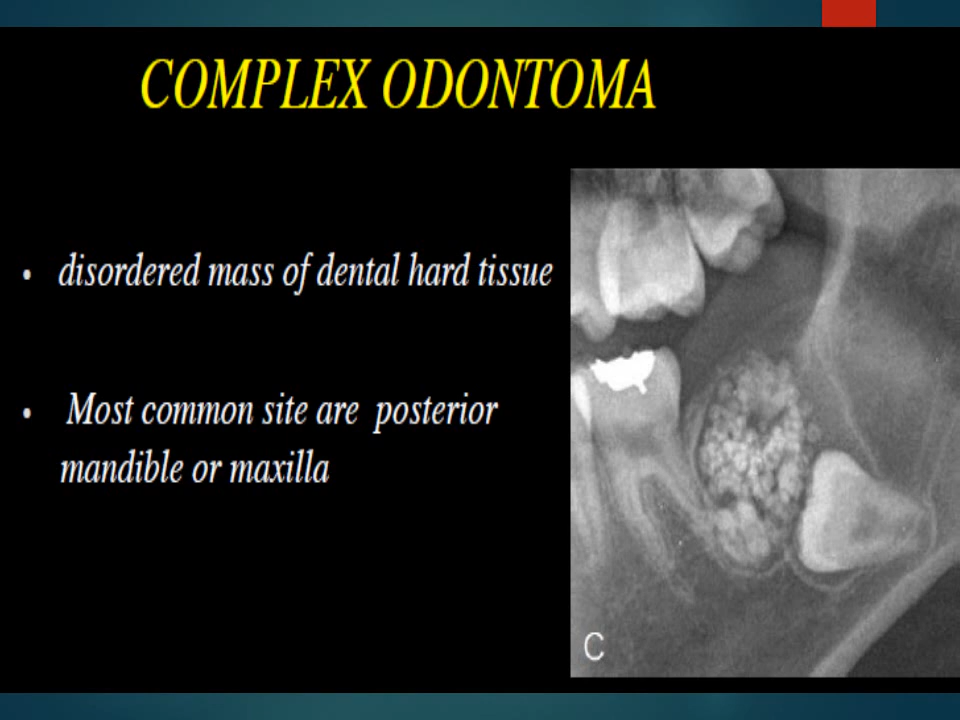 COMPLEX ODONTOMA
• disordered mass of dental hard tissue
• Most common site are posterior
mandible or maxilla
C